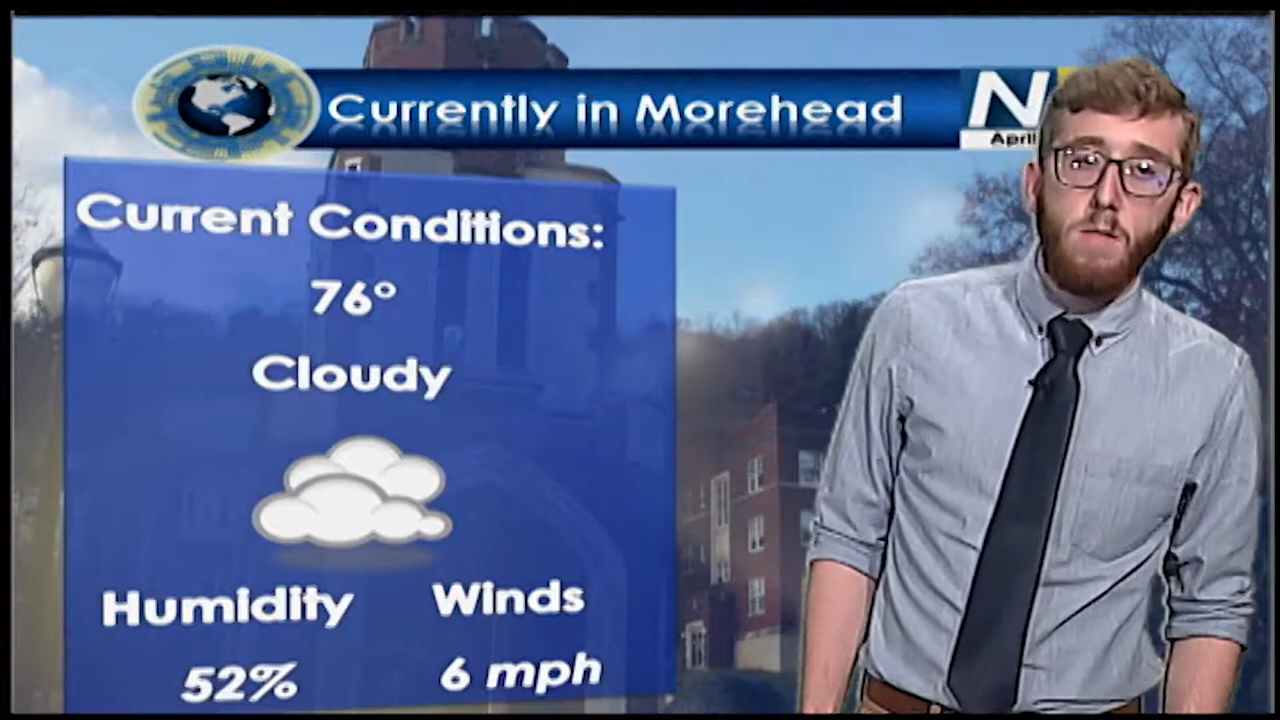 Currently in Morehead
N
April
Current Conditions:
76°
Cloudy
Humidity
Winds
52%
6 mph